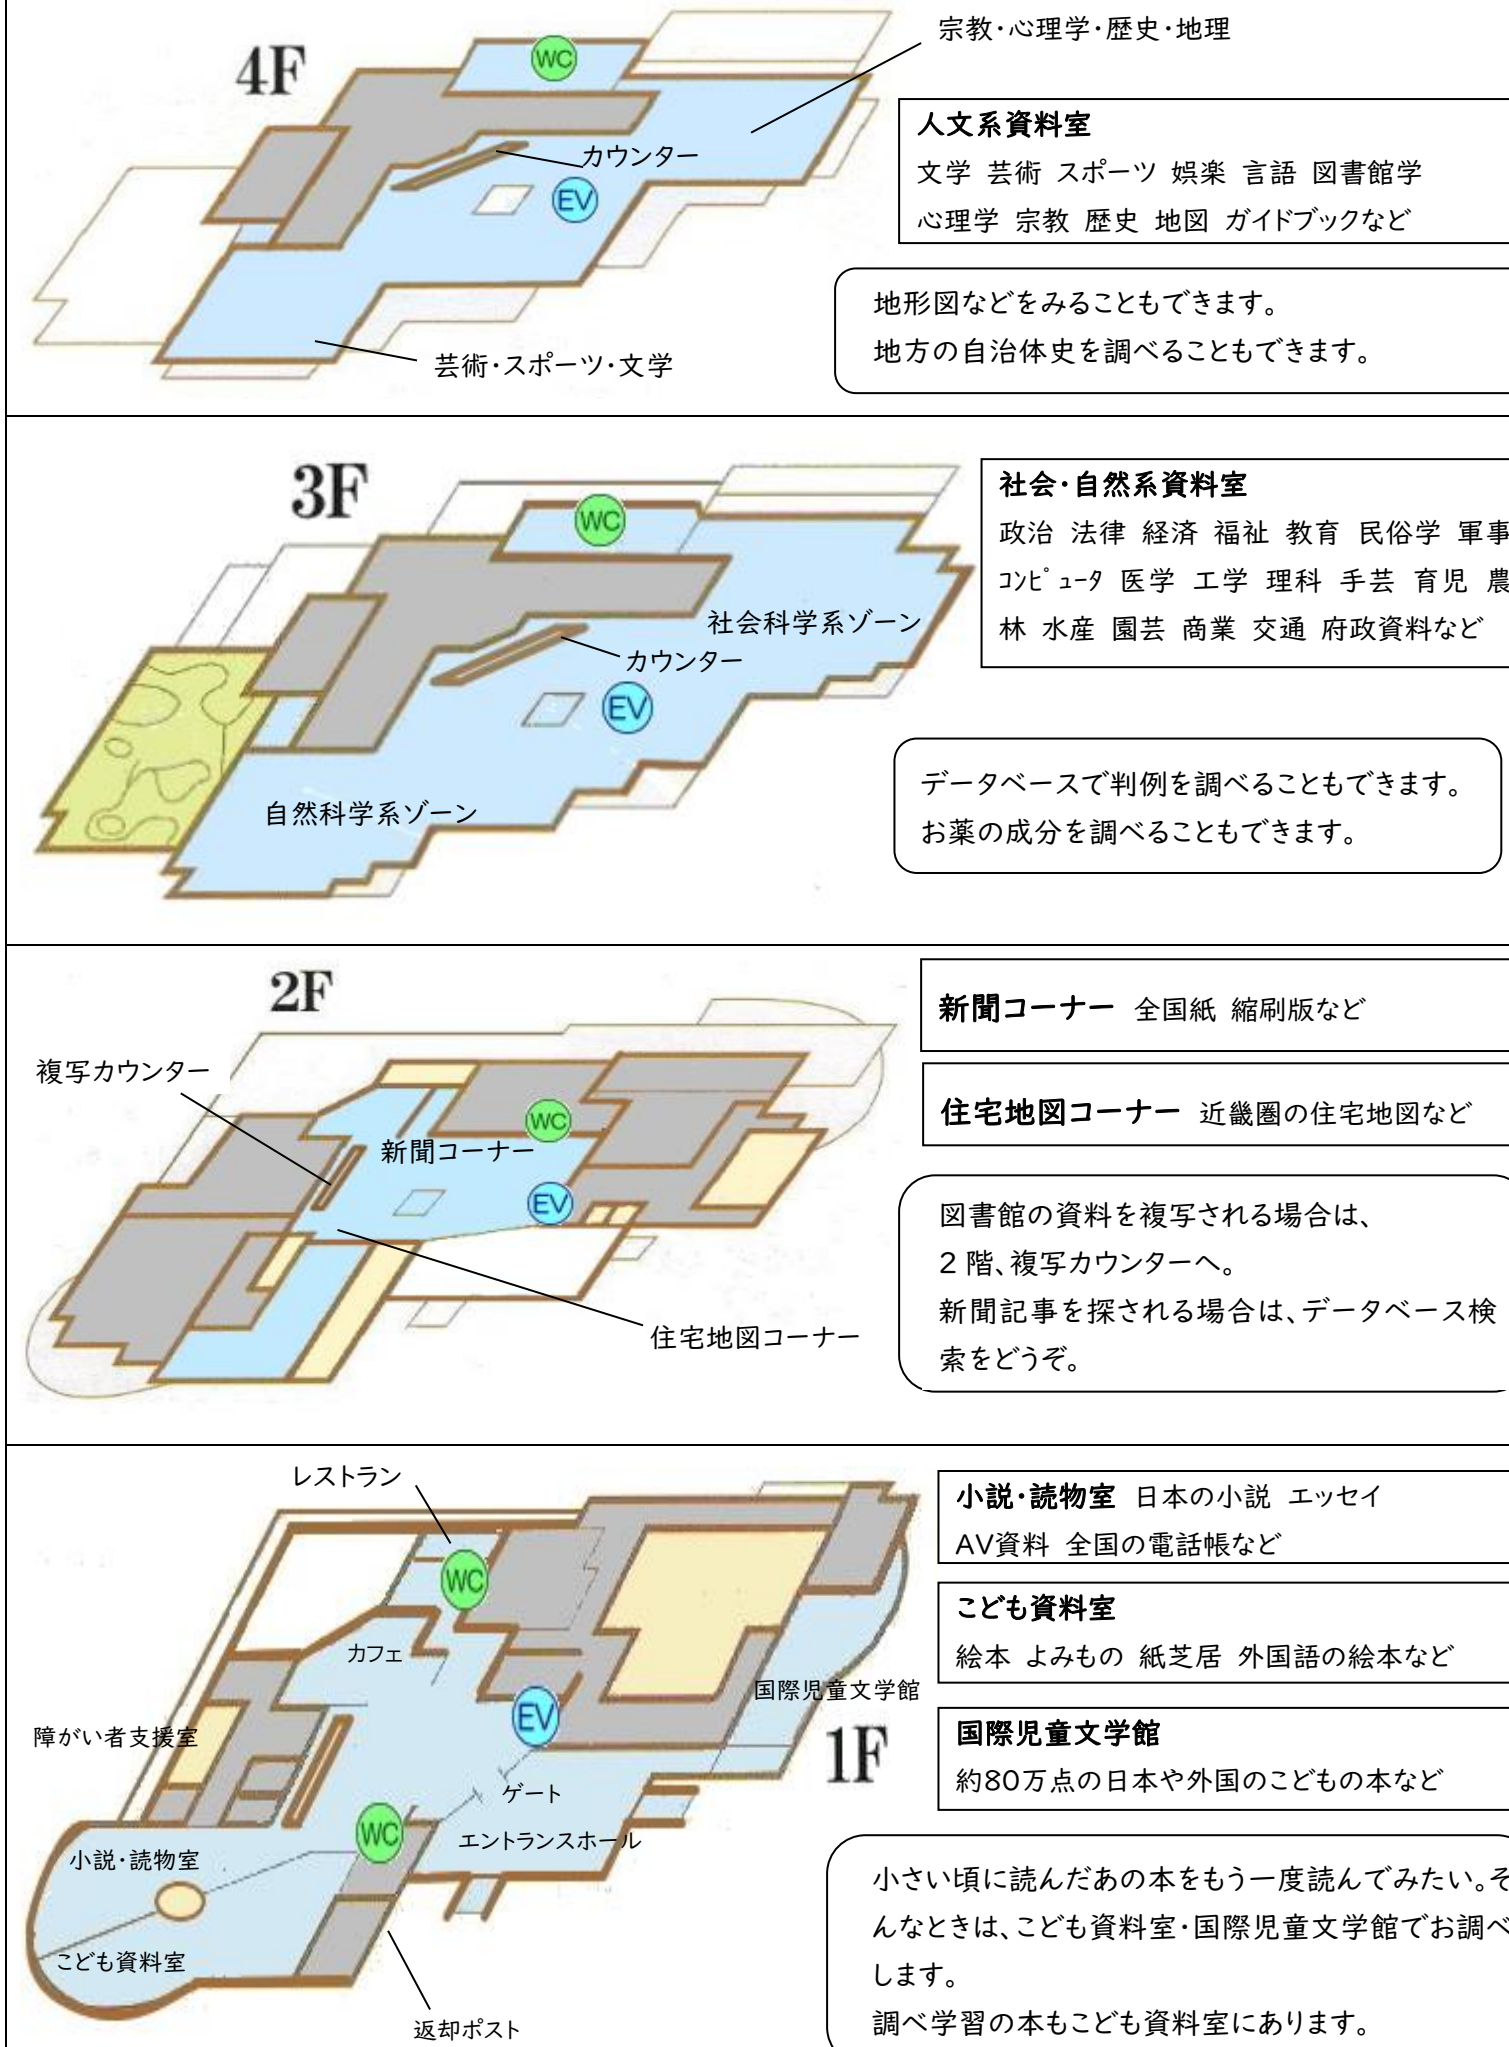 4F
WC
宗教・心理学・歴史・地理
カウンター
EV
芸術・スポーツ・文学
人文系資料室
文学 芸術 スポーツ 娯楽 言語 図書館学
心理学 宗教 歴史 地図 ガイドブックなど
地形図などをみることもできます。
地方の自治体史を調べることもできます。
3F
WC
社会科学系ゾーン
カウンター
EV
自然科学系ゾーン
社会・自然系資料室
政治 法律 経済 福祉 教育 民俗学 軍事
コンピュータ 医学 工学 理科 手芸 育児 農
林 水産 園芸 商業 交通 府政資料など
データベースで判例を調べることもできます。
お薬の成分を調べることもできます。
2F
複写カウンター
WC
新聞コーナー
EV
住宅地図コーナー
新聞コーナー 全国紙 縮刷版など
住宅地図コーナー 近畿圏の住宅地図など
図書館の資料を複写される場合は、
2階、複写カウンターへ。
新聞記事を探される場合は、データベース検
索をどうぞ。
レストラン
WC
カフェ
国際児童文学館
EV
障がい者支援室
1F
ゲート
WC
エントランスホール
小説・読物室
こども資料室
返却ポスト
小説・読物室 日本の小説 エッセイ
AV資料 全国の電話帳など
こども資料室
絵本 よみもの 紙芝居 外国語の絵本など
国際児童文学館
約80万点の日本や外国のこどもの本など
小さい頃に読んだあの本をもう一度読んでみたい。そ
んなときは、こども資料室・国際児童文学館でお調べ
します。
調べ学習の本もこども資料室にあります。